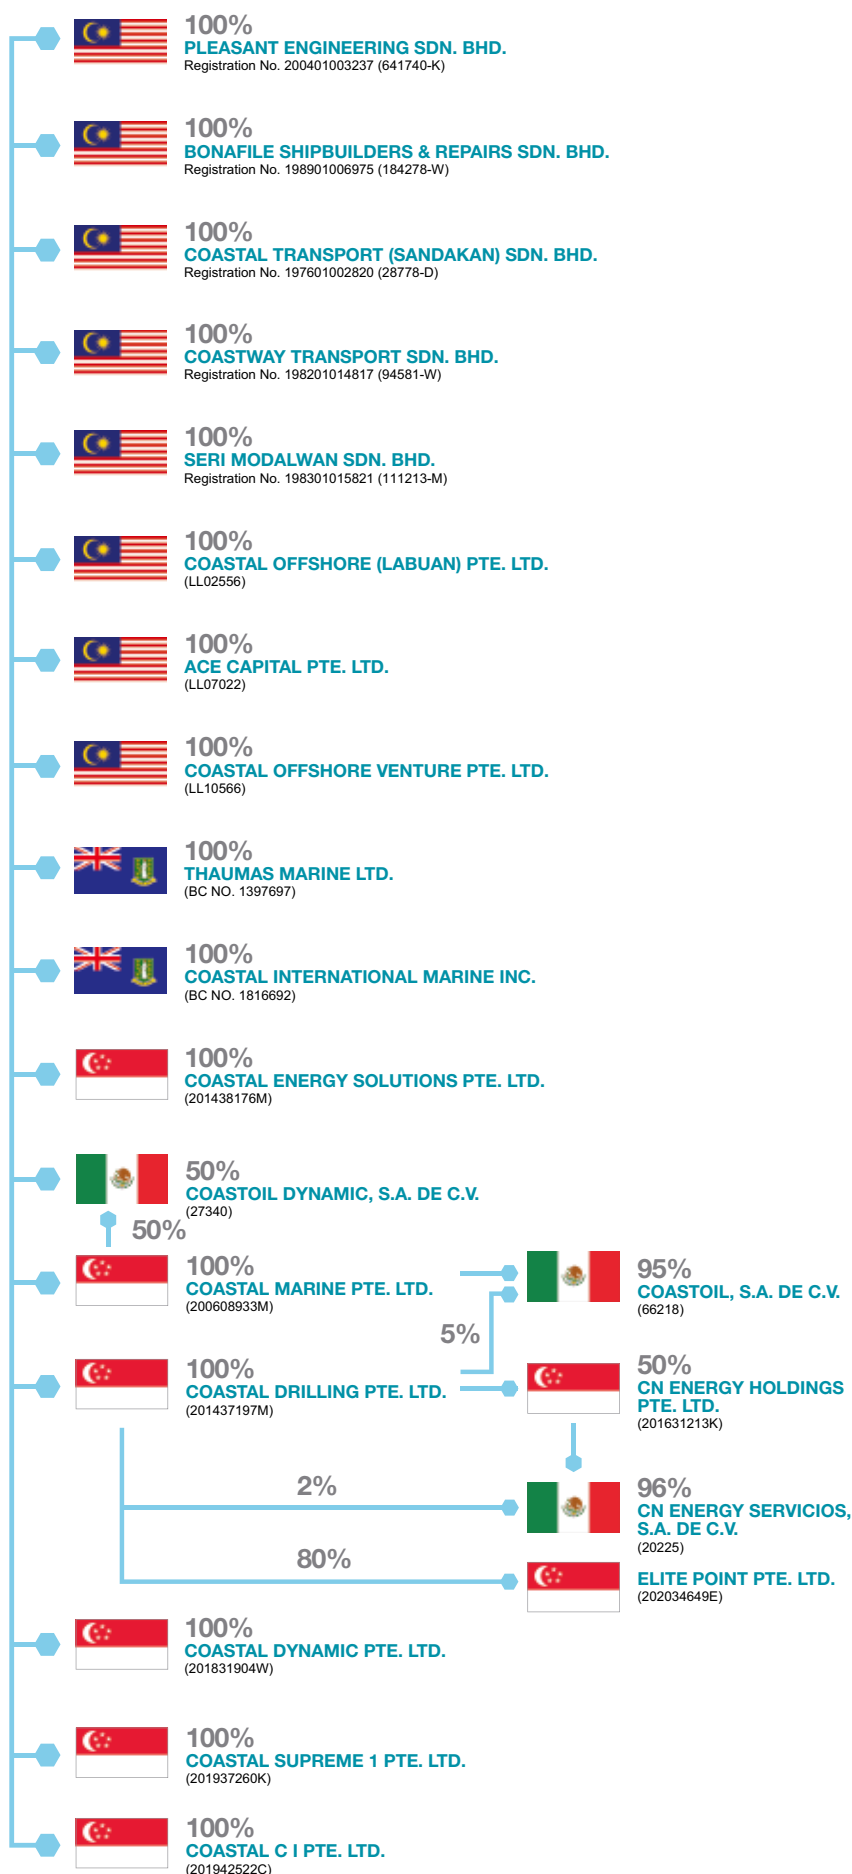 100%
PLEASANT ENGINEERING SDN. BHD.
Registration No. 200401003237 (641740-K)
100%
BONAFILE SHIPBUILDERS & REPAIRS SDN. BHD.
Registration No. 198901006975 (184278-W)
100%
COASTAL TRANSPORT (SANDAKAN) SDN. BHD.
Registration No. 197601002820 (28778-D)
100%
COASTWAY TRANSPORT SDN. BHD.
Registration No. 198201014817 (94581-W)
100%
SERI MODALWAN SDN. BHD.
Registration No. 198301015821 (111213-M)
100%
COASTAL OFFSHORE (LABUAN) PTE. LTD.
(LL02556)
100%
ACE CAPITAL PTE. LTD.
(LL07022)
100%
COASTAL OFFSHORE VENTURE PTE. LTD.
(LL10566)
100%
THAUMAS MARINE LTD.
(BC NO. 1397697)
100%
COASTAL INTERNATIONAL MARINE INC.
(BC NO. 1816692)
100%
COASTAL ENERGY SOLUTIONS PTE. LTD.
(201438176M)
50%
COASTOIL DYNAMIC, S.A. DE C.V.
(27340)
50%
100%
COASTAL MARINE PTE. LTD.
(200608933M)
95%
COASTOIL, S.A. DE C.V.
(66218)
5%
100%
COASTAL DRILLING PTE. LTD.
(201437197M)
50%
CN ENERGY HOLDINGS
PTE. LTD.
(201631213K)
2%
96%
CN ENERGY SERVICIOS,
S.A. DE C.V.
(20225)
80%
ELITE POINT PTE. LTD.
(202034649E)
100%
COASTAL DYNAMIC PTE. LTD.
(201831904W)
100%
COASTAL SUPREME 1 PTE. LTD.
(201937260K)
100%
COASTAL C I PTE. LTD.
(201942522C)